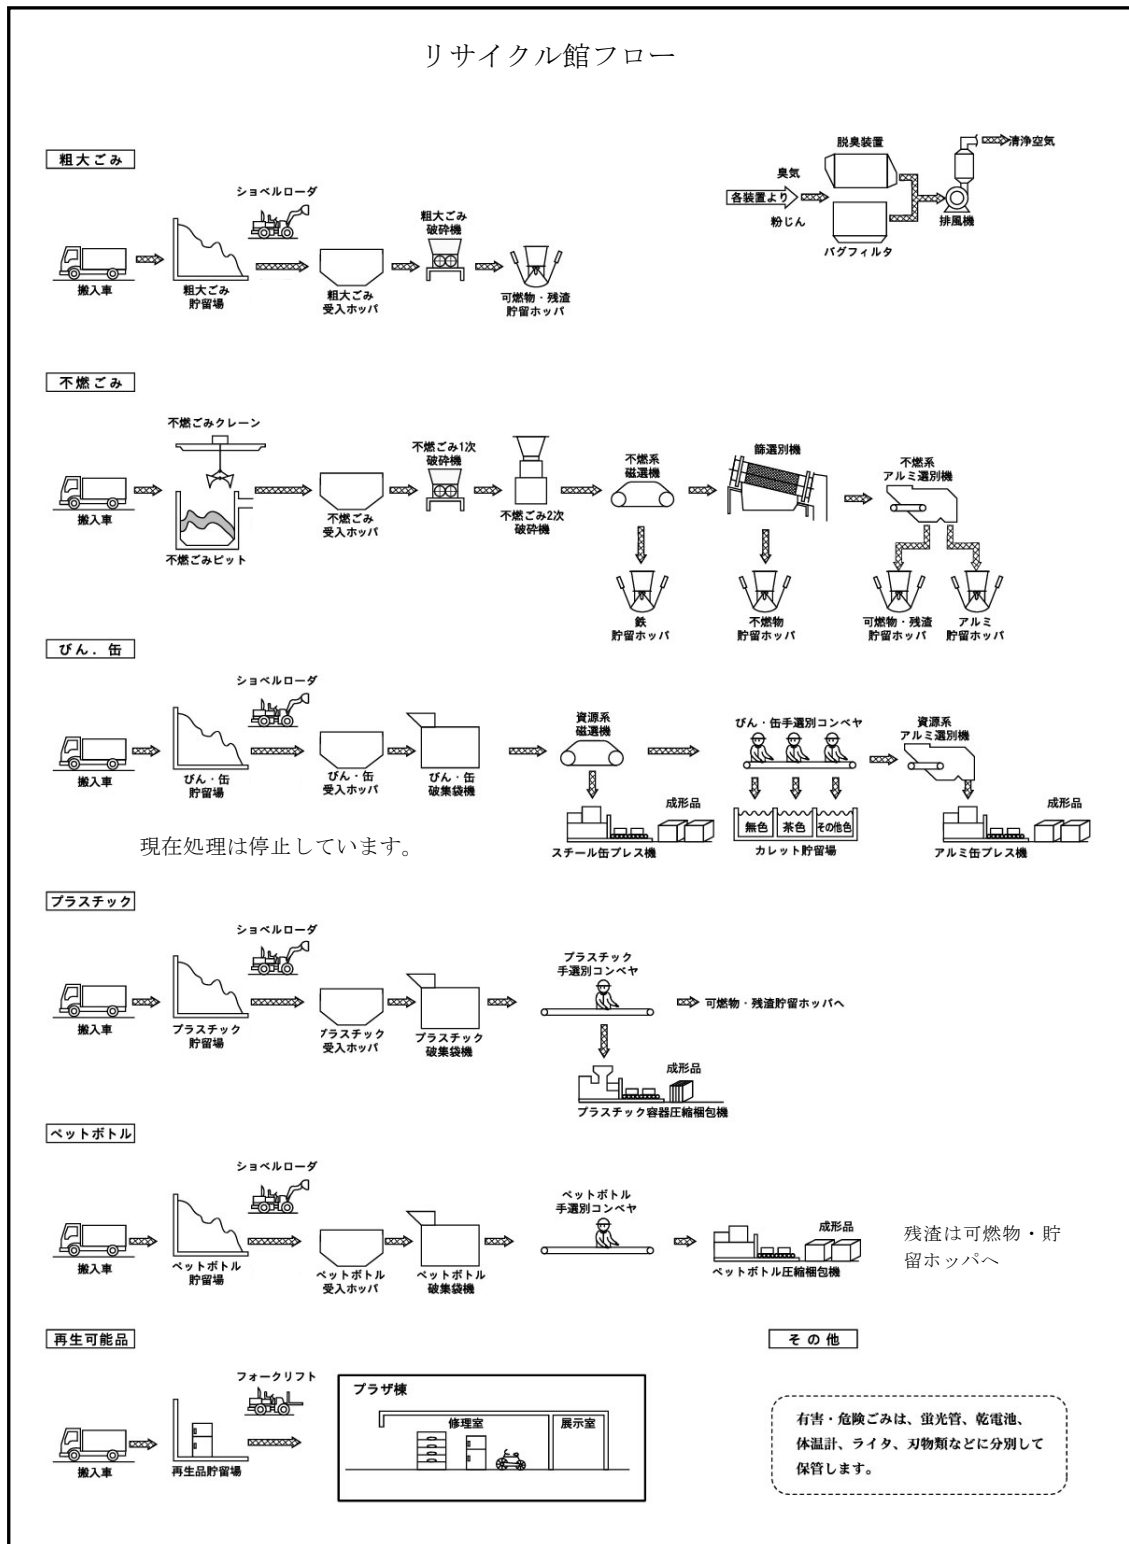 リサイクル館フロー
粗大ごみ
ショベルローダ
粗大ごみ
破砕機
搬入車
粗大ごみ
貯留場
粗大ごみ
受入ホッパ
可燃物・残渣
貯留ホッパ
脱臭装置
清浄空気
臭気
各装置より
粉じん
排風機
バグフィルタ
不燃ごみ
不燃ごみクレーン
不燃ごみ1次
破砕機
不燃系
磁選機
篩選別機
不燃系
アルミ選別機
搬入車
不燃ごみピット
不燃ごみ
受入ホッパ
不燃ごみ2次
破砕機
鉄
貯留ホッパ
不燃物
貯留ホッパ
可燃物・残渣
貯留ホッパ
アルミ
貯留ホッパ
びん．缶
ショベルローダ
資源系
磁選機
びん・缶手選別コンベヤ
資源系
アルミ選別機
搬入車
びん・缶
貯留場
びん・缶
受入ホッパ
びん・缶
破集袋機
成形品
スチール缶プレス機
無色
茶色
その他色
カレット貯留場
成形品
アルミ缶プレス機
現在処理は停止しています。
プラスチック
ショベルローダ
プラスチック
手選別コンベヤ
可燃物・残渣貯留ホッパへ
搬入車
プラスチック
貯留場
プラスチック
受入ホッパ
プラスチック
破集袋機
成形品
プラスチック容器圧縮梱包機
ペットボトル
ショベルローダ
ペットボトル
手選別コンベヤ
成形品
搬入車
ペットボトル
貯留場
ペットボトル
受入ホッパ
ペットボトル
破集袋機
ペットボトル圧縮梱包機
残渣は可燃物・貯
留ホッパへ
再生可能品
フォークリフト
搬入車
再生品貯留場
プラザ棟
修理室
展示室
その他
有害・危険ごみは、蛍光管、乾電池、
体温計、ライタ、刃物類などに分別して
保管します。